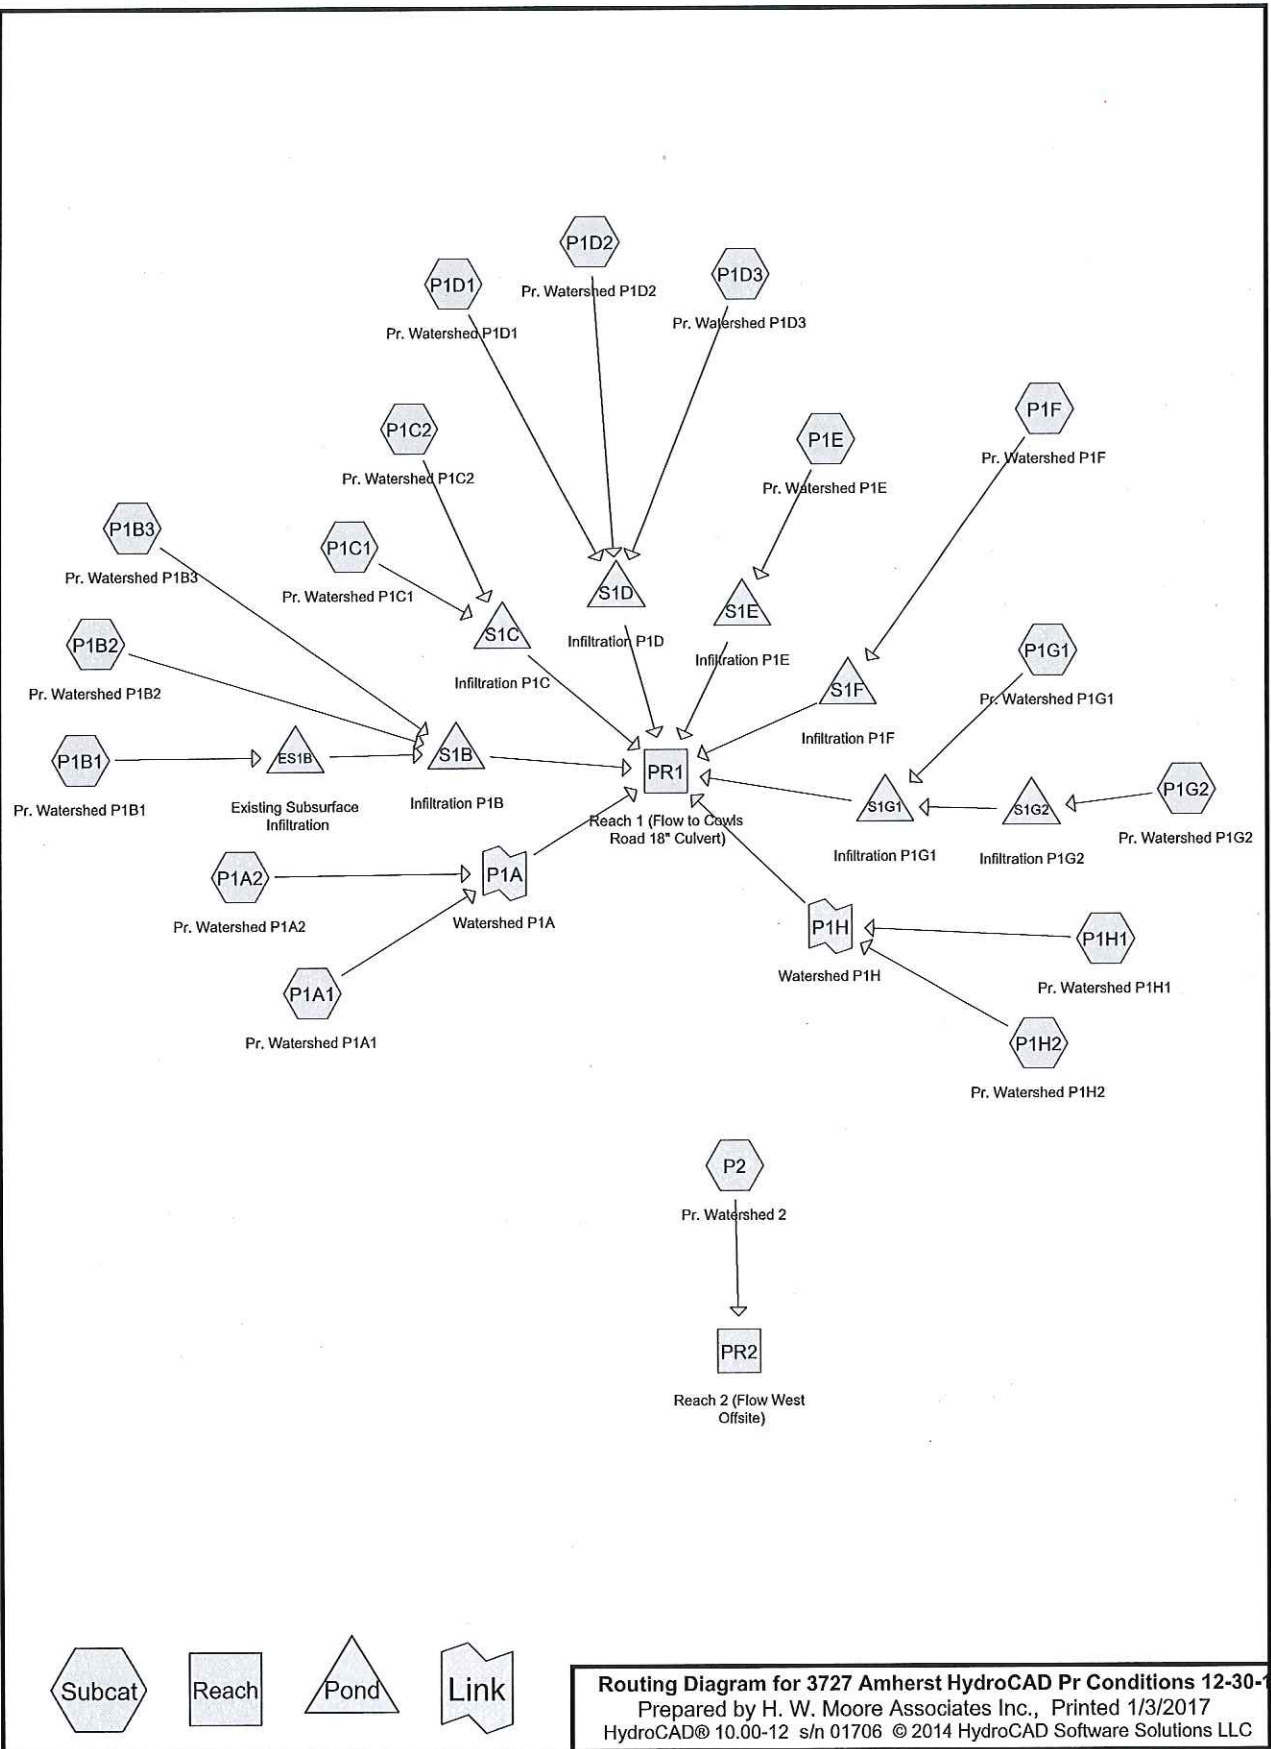 P1D2
Pr. Watershed P1D2
P1D1
Pr. Watershed P1D1
P1D3
Pr. Watershed P1D3
P1C2
Pr. Watershed P1C2
P1E
Pr. Watershed P1E
P1F
Pr. Watershed P1F
P1B3
Pr. Watershed P1B3
P1C1
Pr. Watershed P1C1
S1D
Infiltration P1D
S1E
Infiltration P1E
S1C
Infiltration P1C
P1B2
Pr. Watershed P1B2
S1F
Infiltration P1F
P1G1
Pr. Watershed P1G1
P1B1
Pr. Watershed P1B1
ES1B
Existing Subsurface
Infiltration
S1B
Infiltration P1B
PR1
Reach 1 (Flow to Cowls
Road 18" Culvert)
S1G1
Infiltration P1G1
S1G2
Infiltration P1G2
P1G2
Pr. Watershed P1G2
P1A2
Pr. Watershed P1A2
P1A
Watershed P1A
P1H
Watershed P1H
P1H1
Pr. Watershed P1H1
P1A1
Pr. Watershed P1A1
P1H2
Pr. Watershed P1H2
P2
Pr. Watershed 2
PR2
Reach 2 (Flow West
Offsite)
Subcat
Reach
Pond
Link
Routing Diagram for 3727 Amherst HydroCAD Pr Conditions 12-30-1
Prepared by H. W. Moore Associates Inc., Printed 1/3/2017
HydroCAD® 10.00-12 s/n 01706 © 2014 HydroCAD Software Solutions LLC